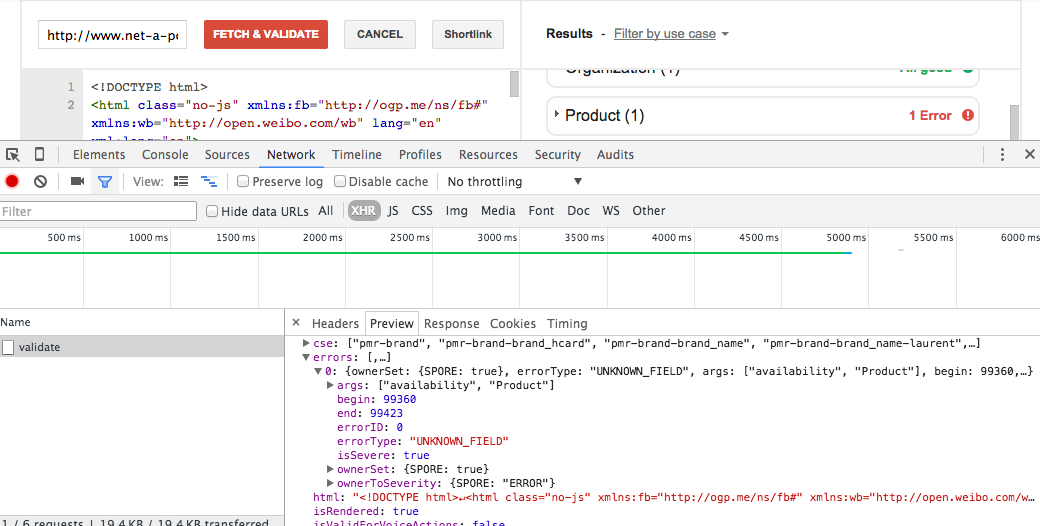 http://www.net-a-po
FETCH & VALIDATE
CANCEL
Shortlink
Results - Filter by use case
1 <!DOCTYPE html>
2 <html class="no-js" xmlns:fb="http://ogp.me/ns/fb#"
xmlns:wb="http://open.weibo.com/wb" lang="en"
xml:lang="en">
Organization (1) All good
Product (1) 1 Error
Elements Console Sources Network Timeline Profiles Resources Security Audits
View: Preserve log Disable cache No throttling
Filter Hide data URLs All XHR JS CSS Img Media Font Doc WS Other
500 ms 1000 ms 1500 ms 2000 ms 2500 ms 3000 ms 3500 ms 4000 ms 4500 ms 5000 ms 5500 ms 6000 ms
Name
validate
× Headers Preview Response Cookies Timing
cse: ["pmr-brand", "pmr-brand-brand_hcard", "pmr-brand-brand_name", "pmr-brand-brand_name-laurent",…]
errors: [,…]
0: {ownerSet: {SPORE: true}, errorType: "UNKNOWN_FIELD", args: ["availability", "Product"], begin: 99360,…}
args: ["availability", "Product"]
begin: 99360
end: 99423
errorID: 0
errorType: "UNKNOWN_FIELD"
isSevere: true
ownerSet: {SPORE: true}
ownerToSeverity: {SPORE: "ERROR"}
html: "<!DOCTYPE html>↵<html class="no-js" xmlns:fb="http://ogp.me/ns/fb#" xmlns:wb="http://open.weibo.com/w…
isRendered: true
isValidForVoiceActions: false
1 / 6 requests | 19.4 KB / 19.4 KB transferred